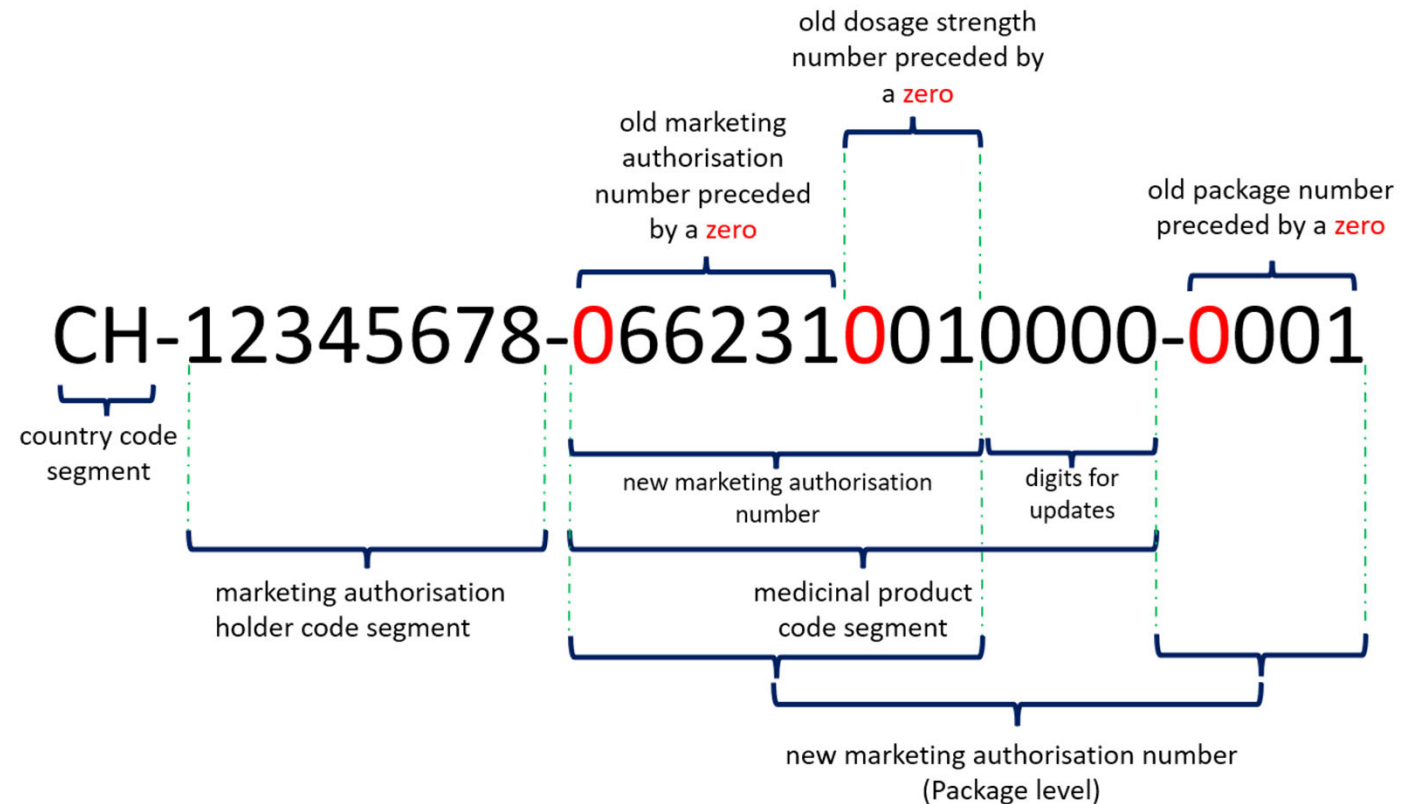 old dosage strength
number preceded by
a zero
old marketing
authorisation
number preceded
by a zero
old package number
preceded by a zero
CH-12345678-06623100010000-0001
country code
segment
new marketing authorisation
number
digits for
updates
marketing authorisation
holder code segment
medicinal product
code segment
new marketing authorisation number
(Package level)